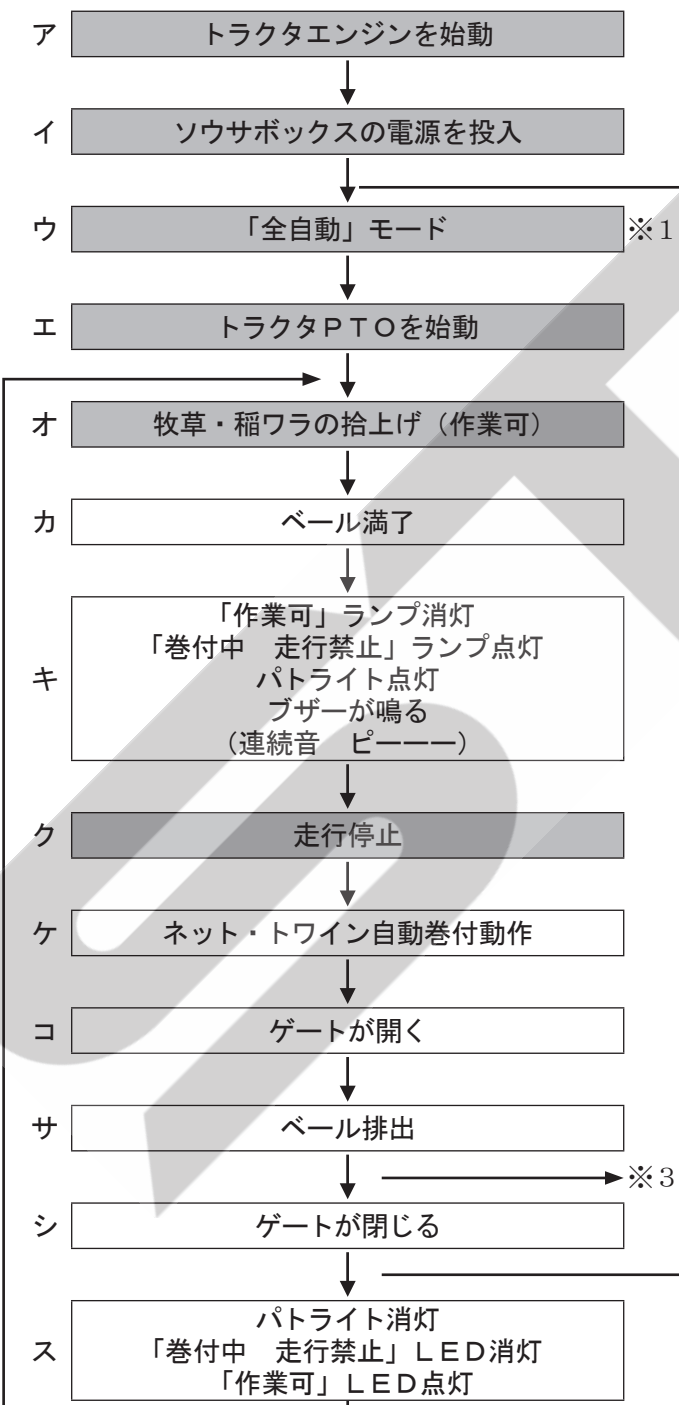 ア トラクタエンジンを始動
イ ソウサボックスの電源を投入
ウ 「全自動」モード ※1
エ トラクタPTOを始動
オ 牧草・稲ワラの拾上げ(作業可)
カ ベール満了
キ 「作業可」ランプ消灯
「巻付中 走行禁止」ランプ点灯
パトライト点灯
ブザーが鳴る
(連続音 ピーーー)
ク 走行停止
ケ ネット・トワイン自動巻付動作
コ ゲートが開く
サ ベール排出
※3
シ ゲートが閉じる
ス パトライト消灯
「巻付中 走行禁止」LED消灯
「作業可」LED点灯